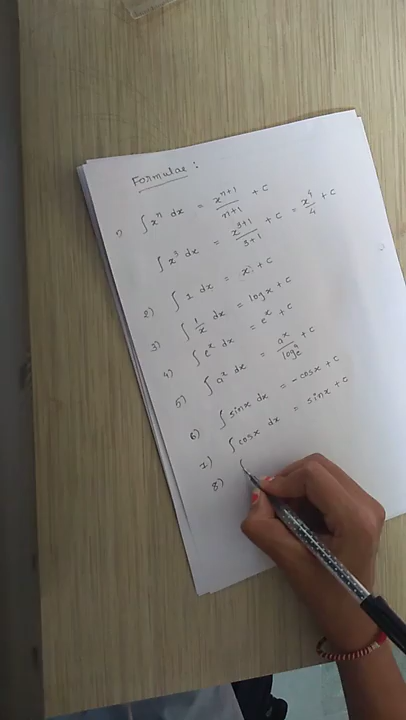 Formulae :
1) ∫ xⁿ dx = xⁿ⁺¹/n+1 + c
∫ x³ dx = x³⁺¹/3+1 + c = x⁴/4 + c
2) ∫ 1 dx = x + c
3) ∫ 1/x dx = log x + c
4) ∫ eˣ dx = eˣ + c
5) ∫ aˣ dx = aˣ/logₑa + c
6) ∫ sinx dx = -cosx + c
7) ∫ cosx dx = sinx + c
8) ∫